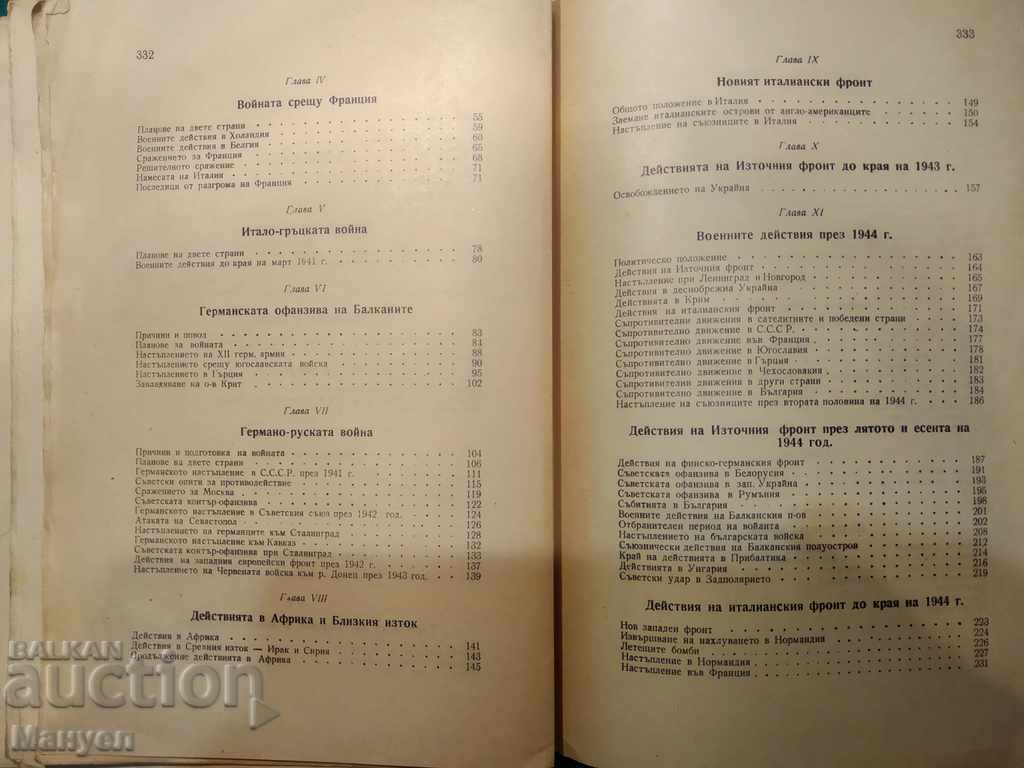 332
Глава IV
Войната срещу Франция
Планове на двете страни 55
Военните действия в Холандия 59
Военните действия в Белгия 60
Сражението за Франция 65
Решителното сражение 68
Намесата на Италия 71
Последици от разгрома на Франция 71
Глава V
Итало-гръцката война
Планове на двете страни 78
Военните действия до края на март 1941 г. 80
Глава VI
Германската офанзива на Балканите
Причини и повод 83
Планове за войната 84
Настъплението на XII герм. армия 88
Настъплението срещу югославската войска 90
Настъплението в Гърция 95
Завладяване на о-в Крит 102
Глава VII
Германо-руската война
Причини и подготовка на войната 104
Планове на двете страни 106
Германското настъпление в С.С.С.Р. през 1941 г. 111
Съветски опити за противодействие 115
Сражението за Москва 119
Съветската контър-офанзива 122
Германското настъпление в Съветския съюз през 1942 год. 124
Атаката на Севастопол 126
Настъплението на германците към Сталинград 128
Германското настъпление към Кавказ 132
Съветската контър-офанзива при Сталинград 133
Действия на западния европейски фронт през 1942 г. 137
Настъплението на Червената войска към р. Донец през 1943 год. 139
Глава VIII
Действията в Африка и Близкия изток
Действия в Африка 141
Действия в Средния изток — Ирак и Сирия 143
Продължение действията в Африка 145
333
Глава IX
Новият италиански фронт
Общото положение в Италия 149
Заемане италианските острови от англо-американците 150
Настъпление на съюзниците в Италия 154
Глава X
Действията на Източния фронт до края на 1943 г.
Освобождението на Украйна 157
Глава XI
Военните действия през 1944 г.
Политическо положение 163
Действия на Източния фронт 164
Настъпление при Ленинград и Новгород 165
Действия в деснобрежна Украйна 167
Действията в Крим 169
Действия на италианския фронт 171
Съпротивителни движения в сателитните и победени страни 173
Съпротивително движение в С.С.С.Р. 174
Съпротивително движение във Франция 177
Съпротивително движение в Югославия 178
Съпротивително движение в Гърция 181
Съпротивително движение в Чехословакия 182
Съпротивително движение в други страни 183
Съпротивително движение в България 184
Настъпление на съюзниците през втората половина на 1944 г. 186
Действия на Източния фронт през лятото и есента на
1944 год.
Действия на финско-германския фронт 187
Съветската офанзива в Белорусия 191
Съветската офанзива в зап. Украйна 193
Съветската офанзива в Румъния 195
Събитията в България 198
Военните действия на Балканския п-ов 201
Отбранителен период на войната 202
Настъплението на българската войска 208
Съюзнически действия на Балканския полуостров 212
Край на действията в Прибалтика 214
Действията в Унгария 216
Съветски удар в Задполярието 219
Действия на италианския фронт до края на 1944 г.
Нов западен фронт 223
Извършване на нахлуването в Нормандия 224
Летещите бомби 226
Настъпление в Нормандия 227
Настъпление във Франция 231
BALKAN
auction
Мануел